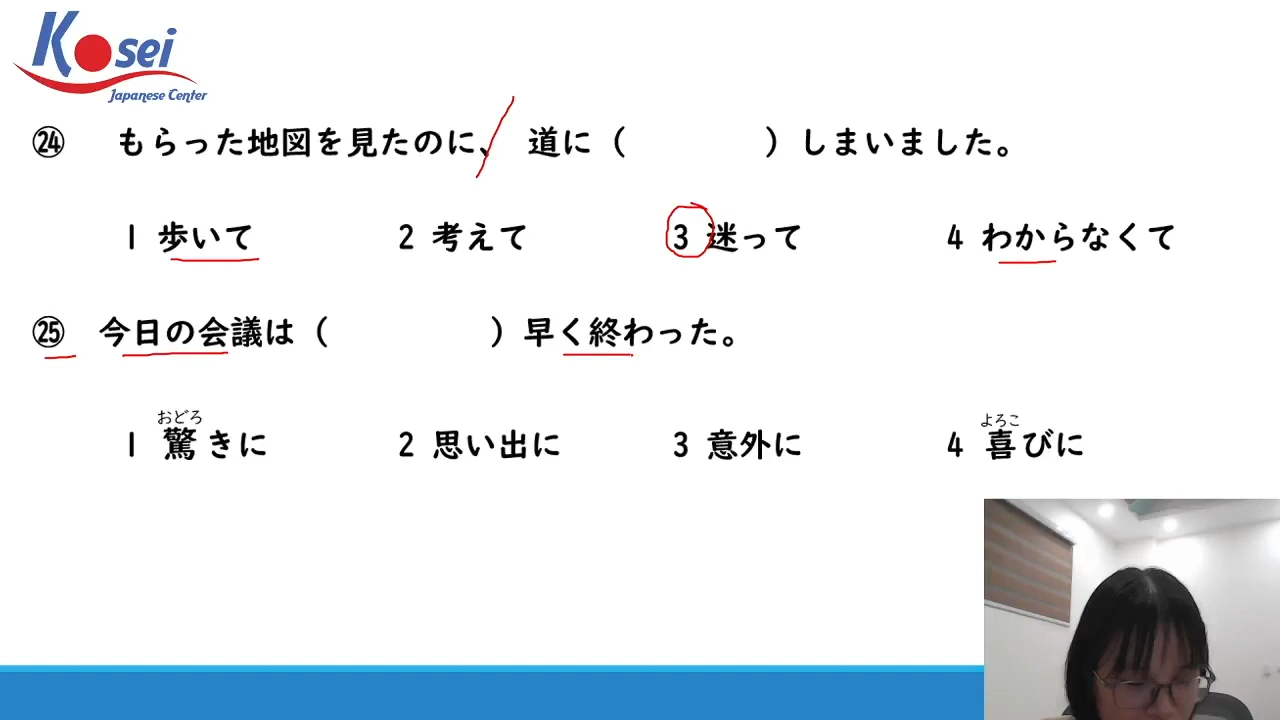 Kosei
Japanese Center
㉔ もらった地図を見たのに、 道に（ ）しまいました。
1 歩いて 2 考えて 3 迷って 4 わからなくて
㉕ 今日の会議は（ ）早く終わった。
おどろ よろこ
1 驚きに 2 思い出に 3 意外に 4 喜びに